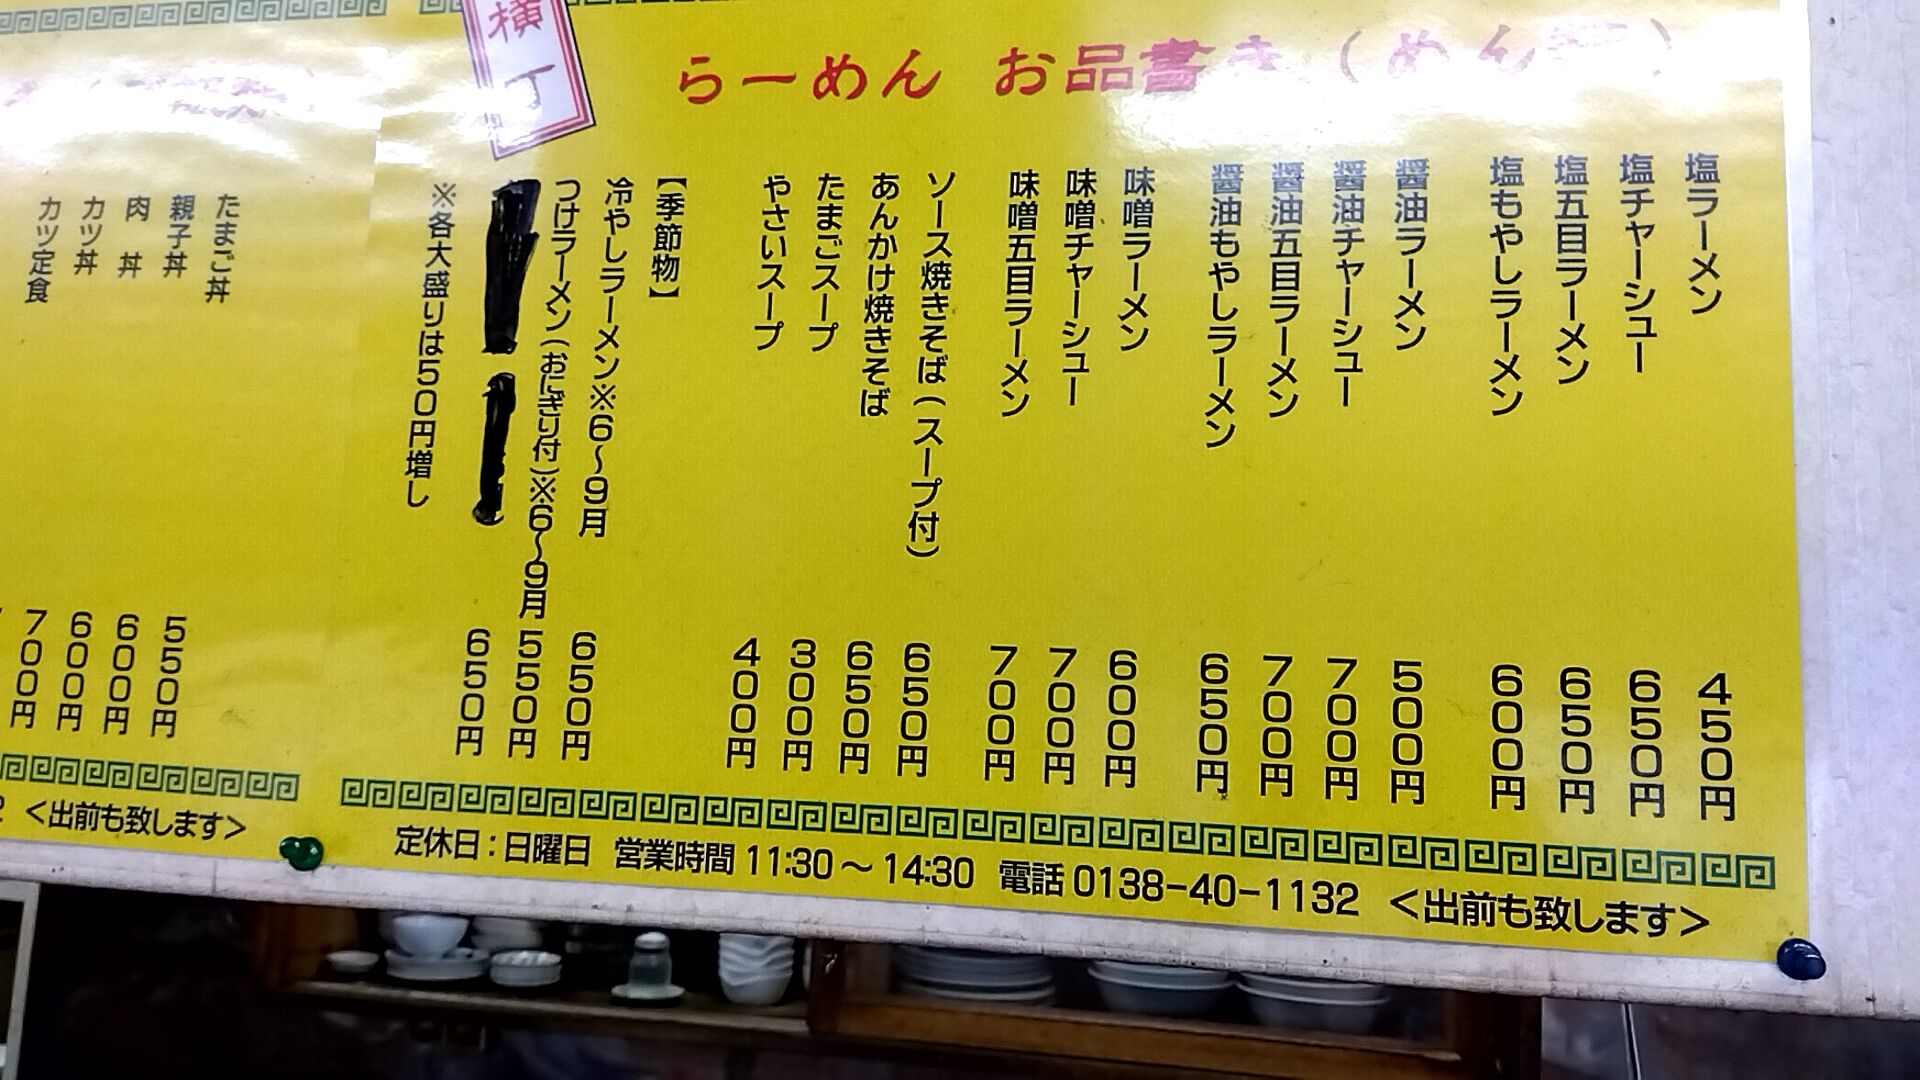 横丁
らーめん お品書き（めん類）
塩ラーメン 450円
塩チャーシュー 650円
塩五目ラーメン 650円
塩もやしラーメン 600円
醤油ラーメン 500円
醤油チャーシュー 700円
醤油五目ラーメン 700円
醤油もやしラーメン 650円
味噌ラーメン 600円
味噌チャーシュー 700円
味噌五目ラーメン 700円
ソース焼きそば（スープ付） 650円
あんかけ焼きそば 650円
たまごスープ 300円
やさいスープ 400円
【季節物】
冷やしラーメン※6〜9月 650円
つけラーメン（おにぎり付）※6〜9月 550円
650円
※各大盛りは50円増し
定休日：日曜日 営業時間 11:30 〜 14:30 電話 0138-40-1132 ＜出前も致します＞
たまご丼 550円
親子丼 600円
肉 丼 600円
カツ丼 700円
カツ定食
＜出前も致します＞